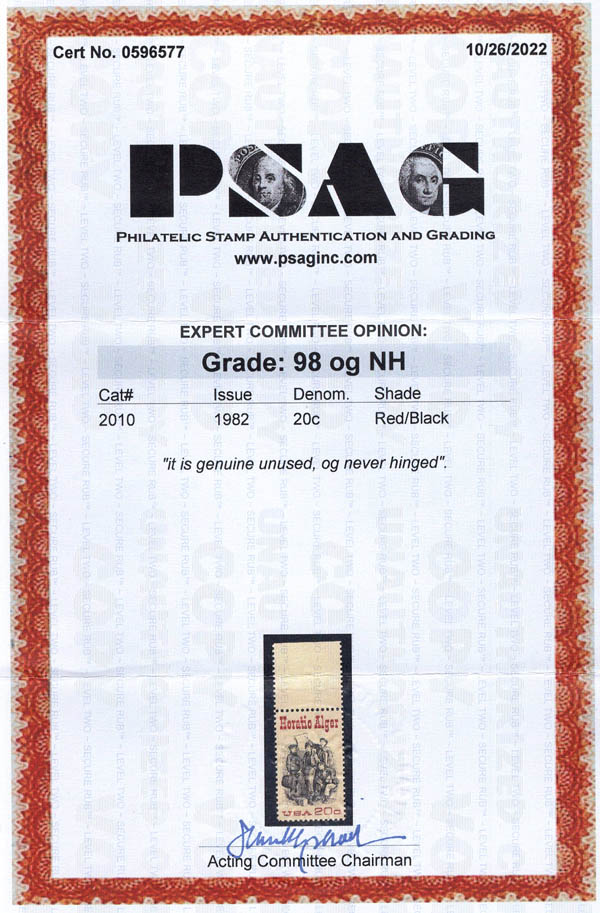 Cert No. 0596577 10/26/2022
PSAG
PHILATELIC STAMP AUTHENTICATION AND GRADING
www.psaginc.com
EXPERT COMMITTEE OPINION:
Grade: 98 og NH
Cat# Issue Denom. Shade
2010 1982 20c Red/Black
"it is genuine unused, og never hinged".
Horatio Alger
USA 20c
Acting Committee Chairman